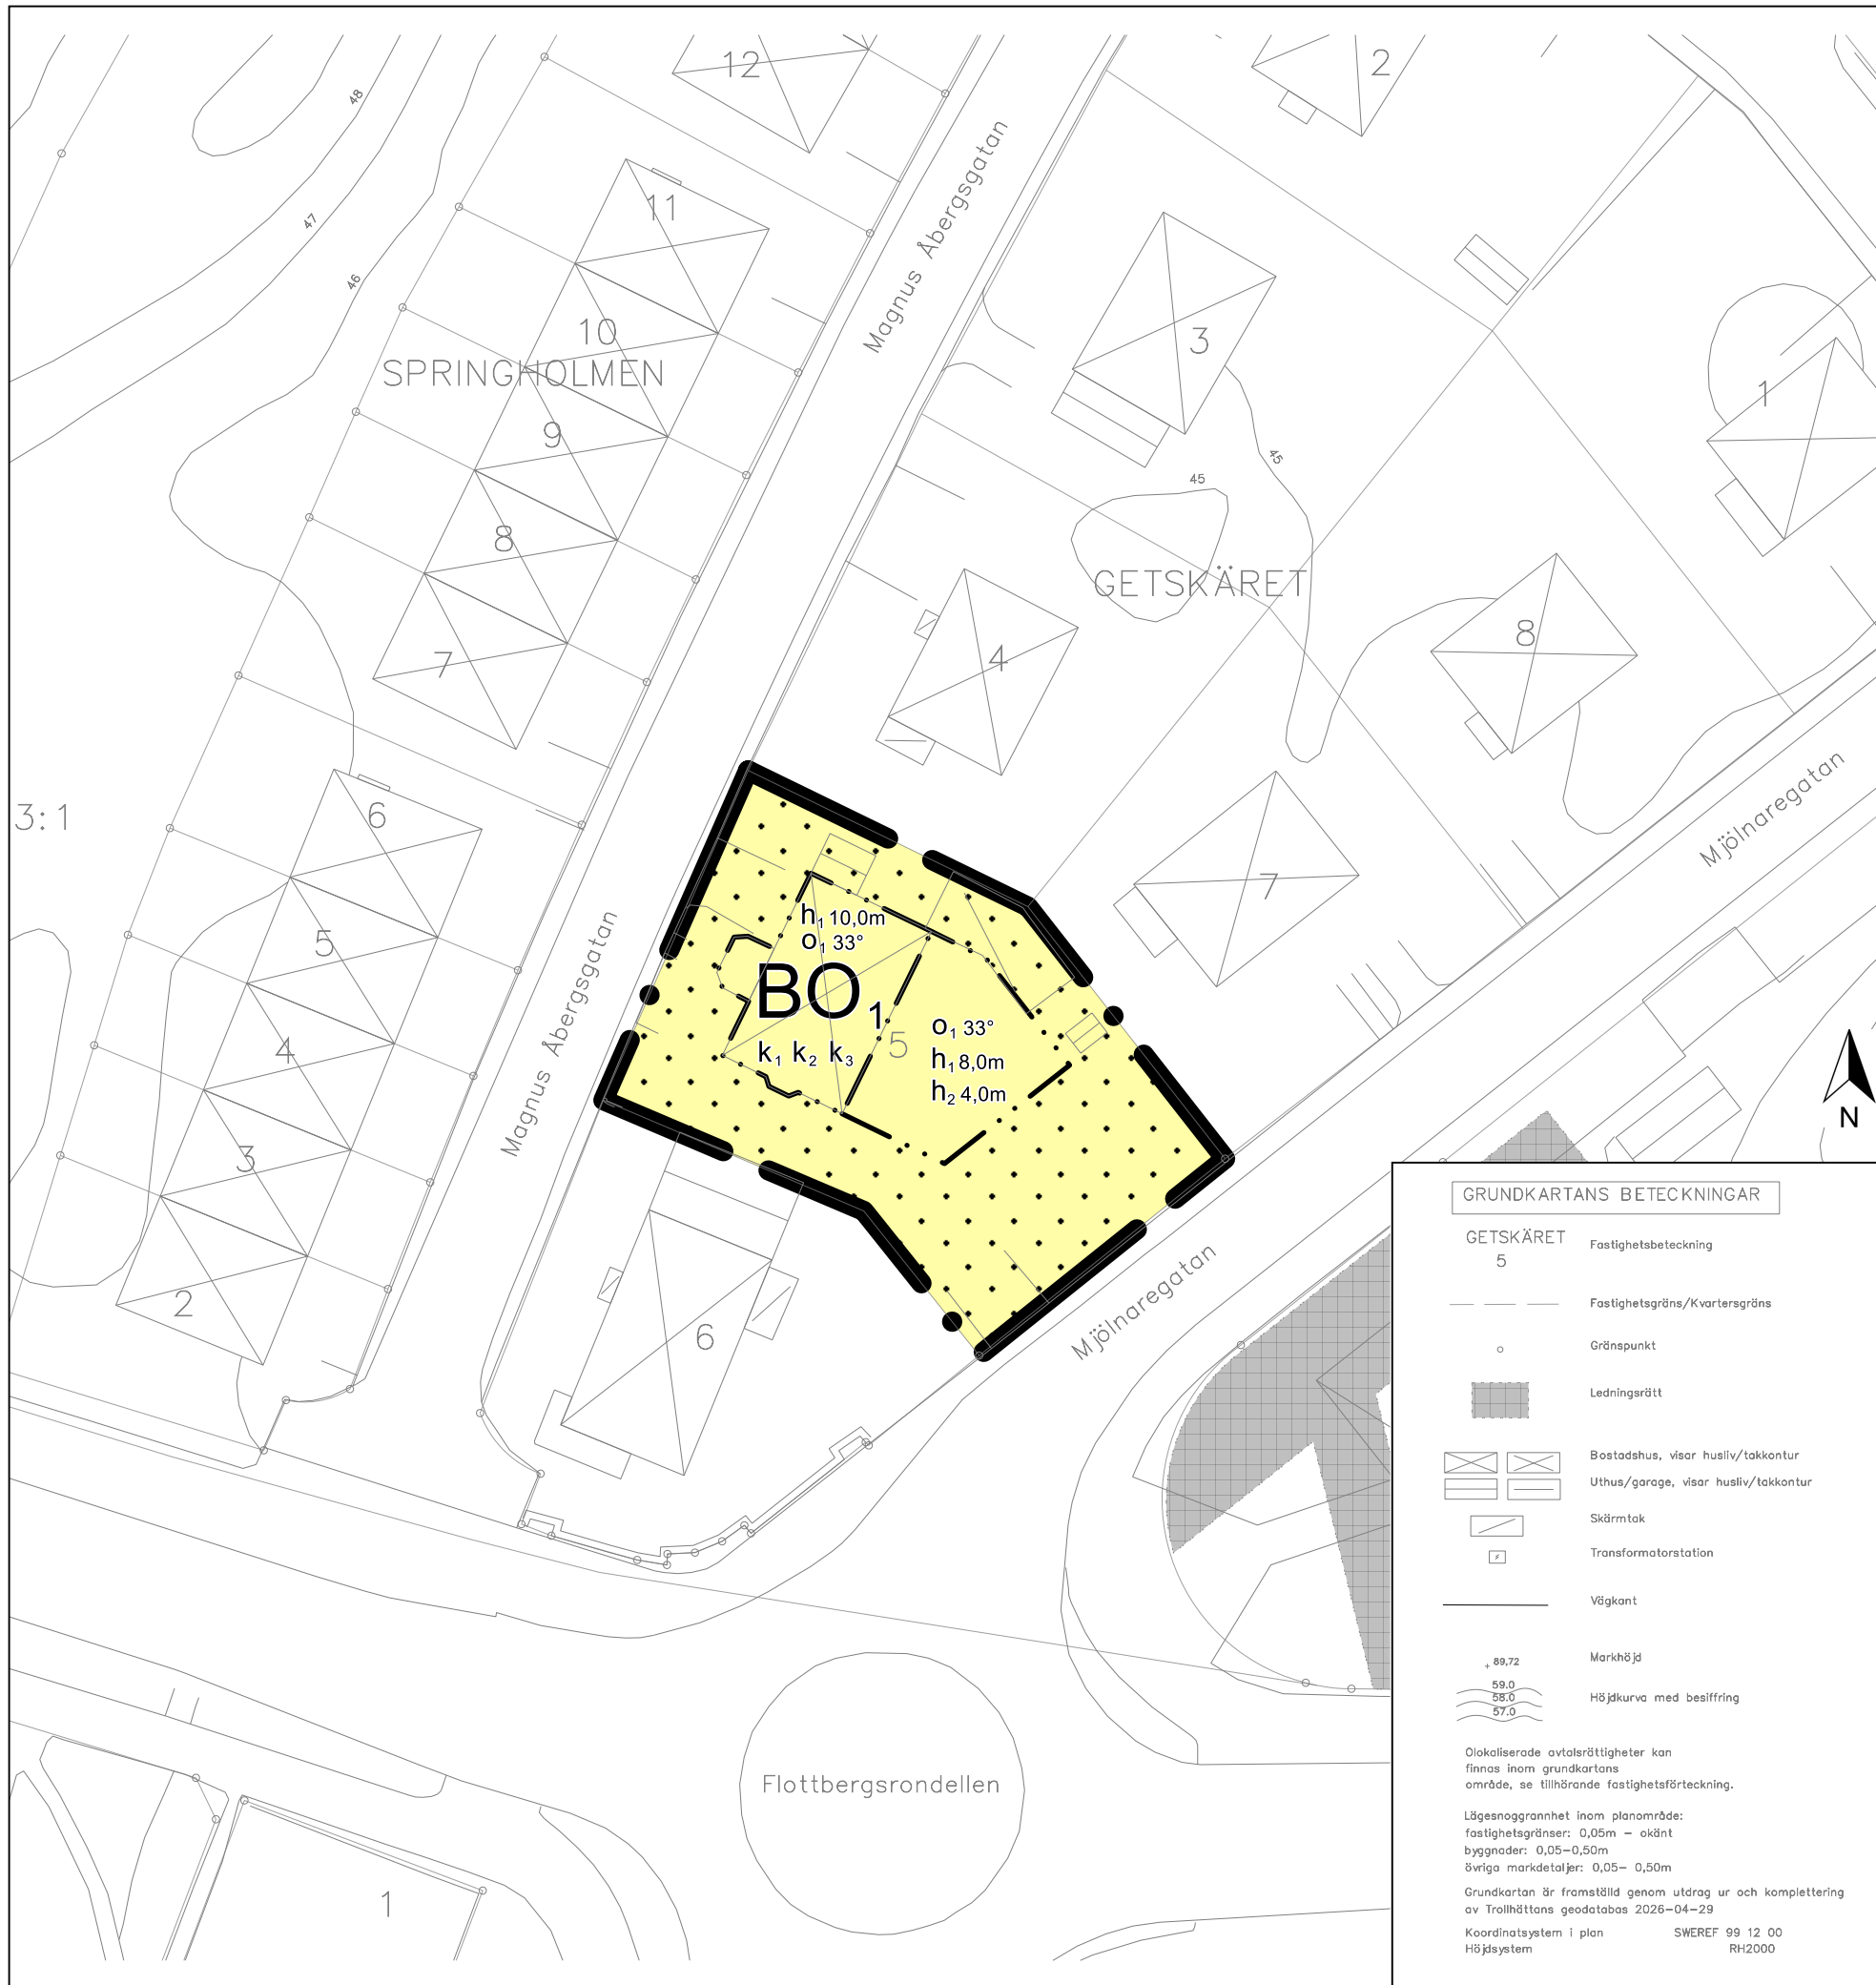 12
2
48
11
47
Magnus Åbergsgatan
46
10
3
SPRINGHOLMEN
1
9
45
45
8
GETSKÄRET
8
4
7
Mjölnaregatan
3:1
6
7
h₁ 10,0m
o₁ 33°
5
Magnus Åbergsgatan
BO₁
o₁ 33°
5
4
k₁ k₂ k₃
h₁ 8,0m
h₂ 4,0m
N
3
2
6
Mjölnaregatan
Flottbergsrondellen
1
GRUNDKARTANS BETECKNINGAR
GETSKÄRET
5
Fastighetsbeteckning
Fastighetsgräns/Kvartersgräns
Gränspunkt
Ledningsrätt
Bostadshus, visar husliv/takkontur
Uthus/garage, visar husliv/takkontur
Skärmtak
Transformatorstation
Vägkant
89,72 Markhöjd
59.0
58.0 Höjdkurva med besiffring
57.0
Olokaliserade avtalsrättigheter kan
finnas inom grundkartans
område, se tillhörande fastighetsförteckning.
Lägesnoggrannhet inom planområde:
fastighetsgränser: 0,05m – okänt
byggnader: 0,05–0,50m
övriga markdetaljer: 0,05– 0,50m
Grundkartan är framställd genom utdrag ur och komplettering
av Trollhättans geodatabas 2026–04–29
Koordinatsystem i plan SWEREF 99 12 00
Höjdsystem RH2000